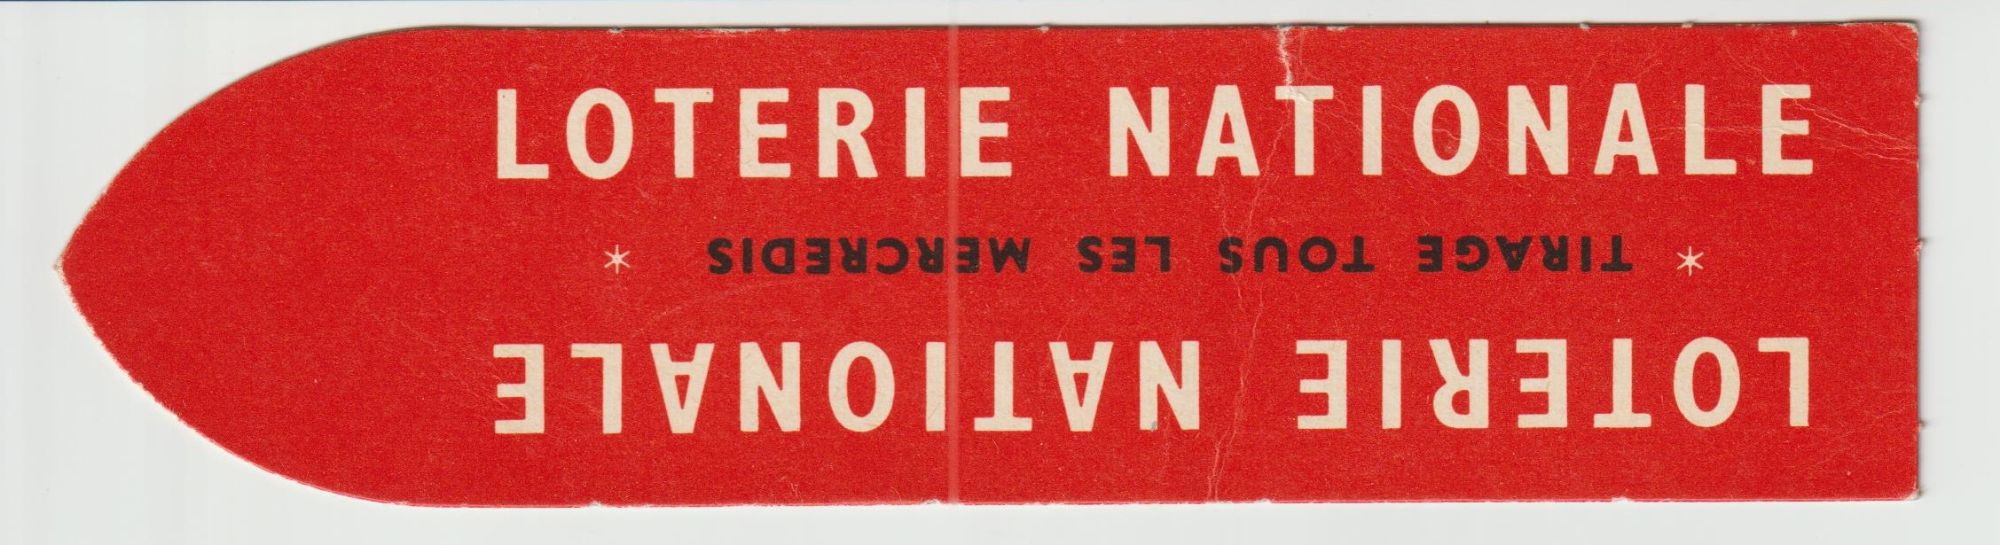 LOTERIE NATIONALE
* TIRAGE TOUS LES MERCREDIS *
LOTERIE NATIONALE